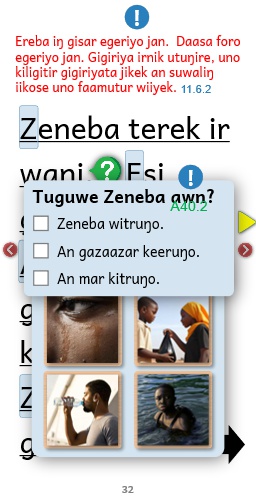 Ereba iŋ gisar egeriyo jan. Daasa foro
egeriyo jan. Gigiriya irnik utuŋire, uno
kiligitir gigiriyata jikek an suwaliŋ
iikose uno faamutur wiiyek. 11.6.2
Zeneba terek ir
wani ? Esi !
Tuguwe Zeneba awn?
A40.2
Zeneba witruŋo.
An gazaazar keeruŋo.
An mar kitruŋo.
32